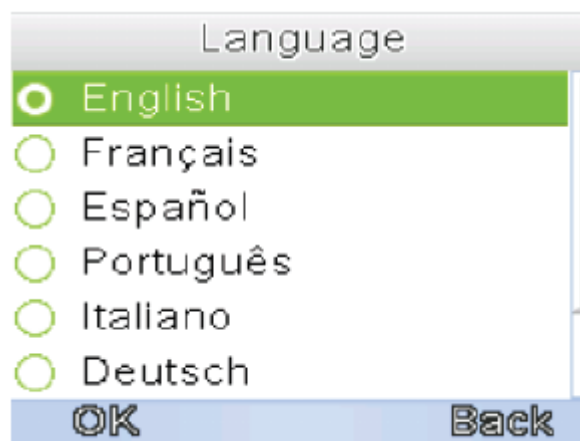 Language
English
Français
Español
Português
Italiano
Deutsch
OK Back